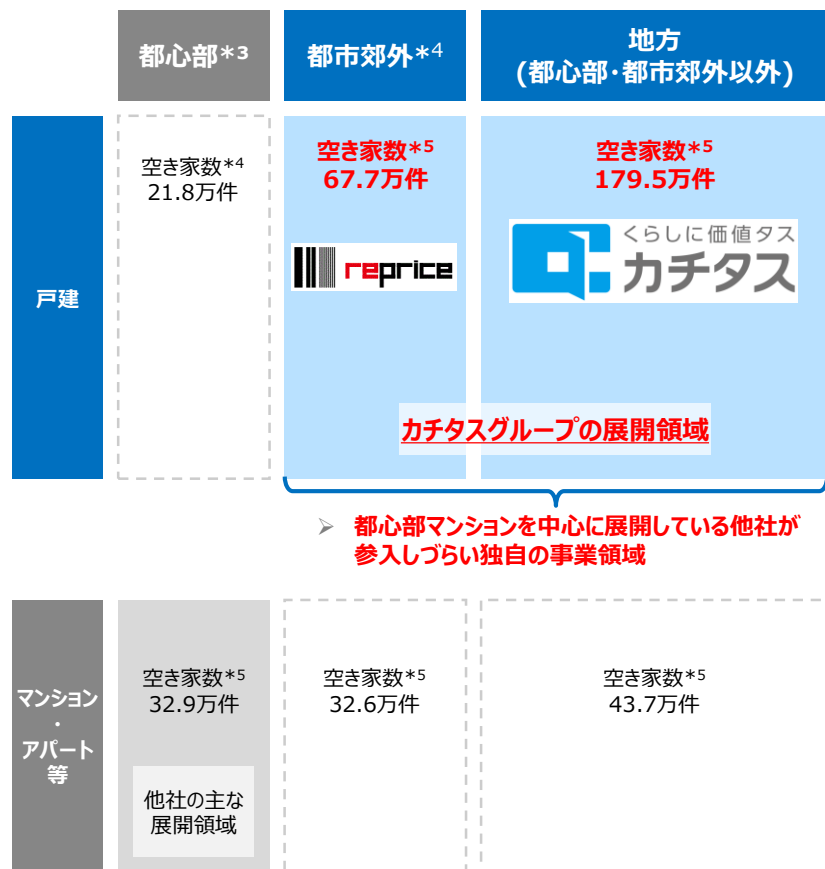 都心部*3
都市郊外*4
地方
(都心部・都市郊外以外)
戸建
空き家数*4
21.8万件
空き家数*5
67.7万件
reprice
空き家数*5
179.5万件
くらしに価値タス
カチタス
カチタスグループの展開領域
➢ 都心部マンションを中心に展開している他社が
参入しづらい独自の事業領域
マンション
・
アパート
等
空き家数*5
32.9万件
他社の主な
展開領域
空き家数*5
32.6万件
空き家数*5
43.7万件